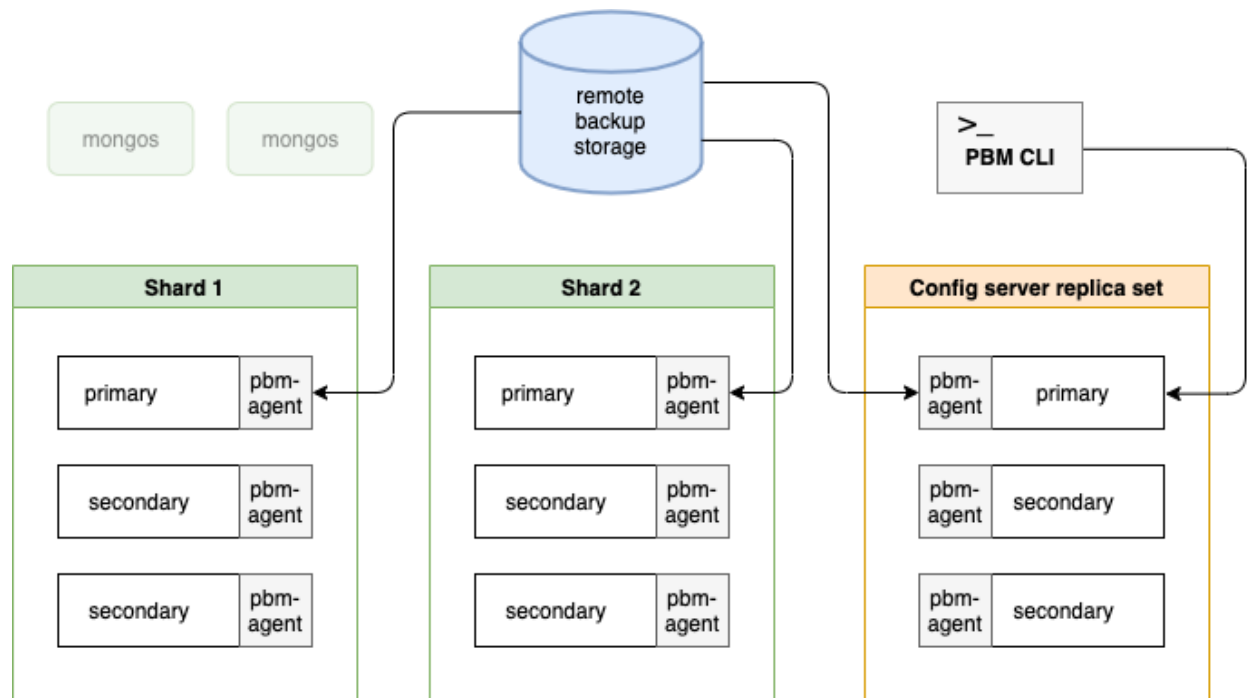 remote
backup
storage
mongos
mongos
>_
PBM CLI
Shard 1
Shard 2
Config server replica set
primary
pbm-
agent
primary
pbm-
agent
pbm-
agent
primary
secondary
pbm-
agent
secondary
pbm-
agent
pbm-
agent
secondary
secondary
pbm-
agent
secondary
pbm-
agent
pbm-
agent
secondary